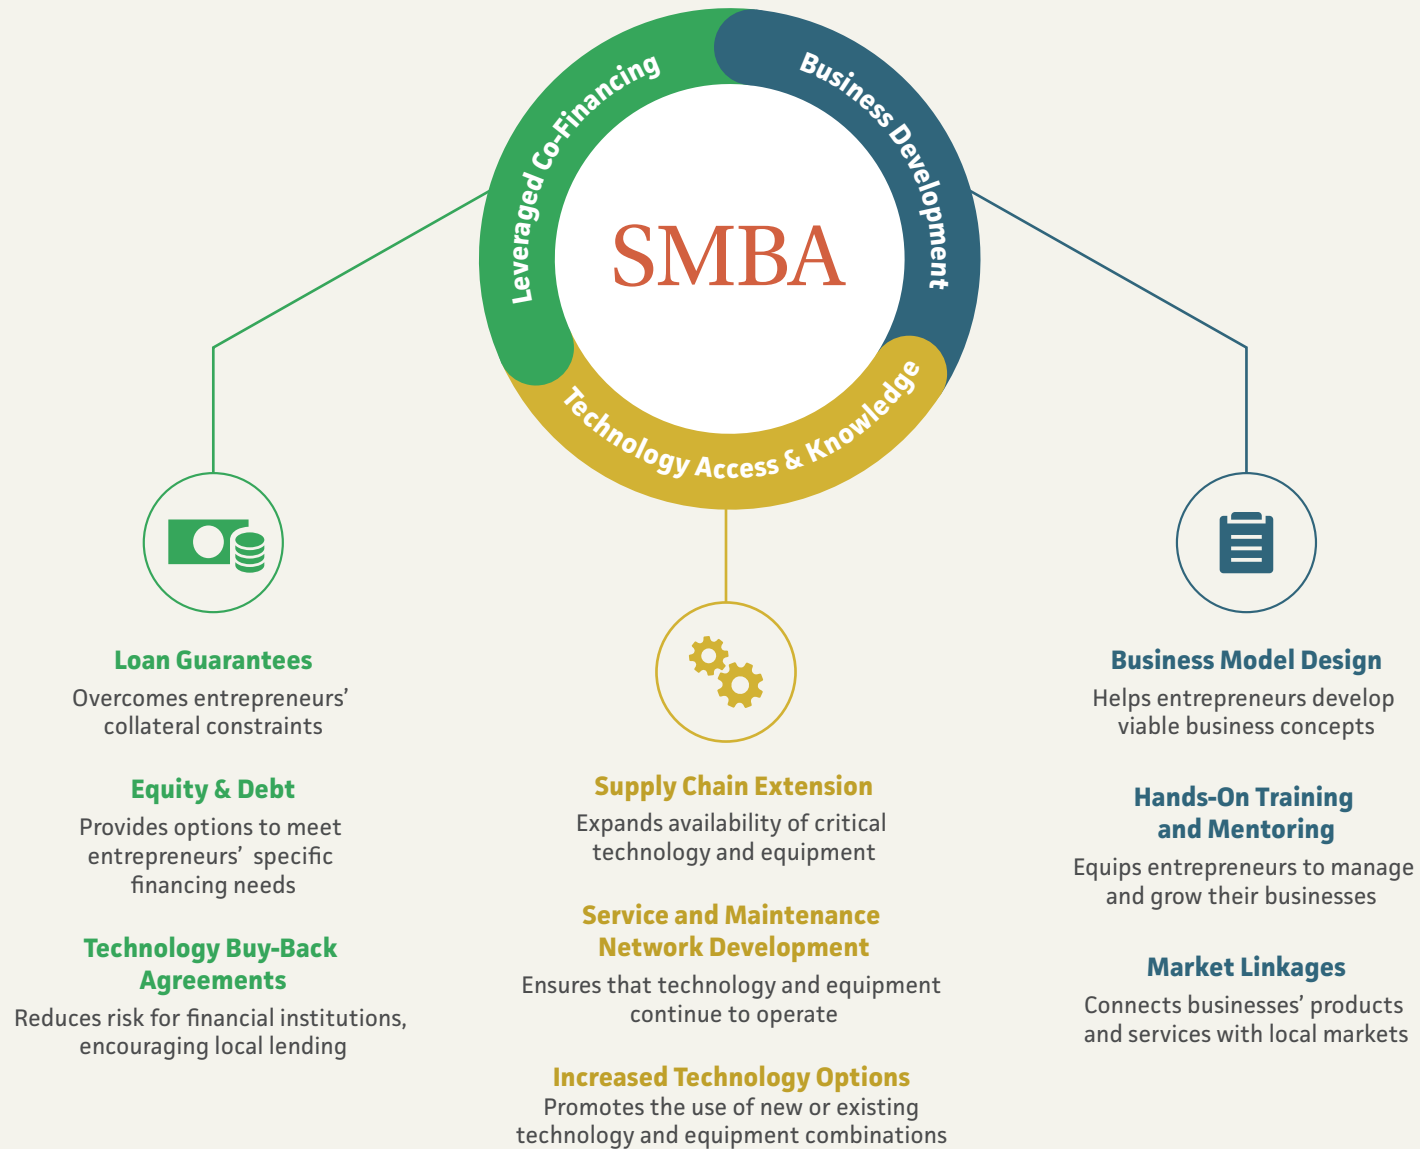 Leveraged Co-Financing
Business Development
Technology Access & Knowledge
SMBA
Loan Guarantees
Overcomes entrepreneurs’
collateral constraints
Equity & Debt
Provides options to meet
entrepreneurs’ specific
financing needs
Technology Buy-Back
Agreements
Reduces risk for financial institutions,
encouraging local lending
Supply Chain Extension
Expands availability of critical
technology and equipment
Service and Maintenance
Network Development
Ensures that technology and equipment
continue to operate
Increased Technology Options
Promotes the use of new or existing
technology and equipment combinations
Business Model Design
Helps entrepreneurs develop
viable business concepts
Hands-On Training
and Mentoring
Equips entrepreneurs to manage
and grow their businesses
Market Linkages
Connects businesses’ products
and services with local markets